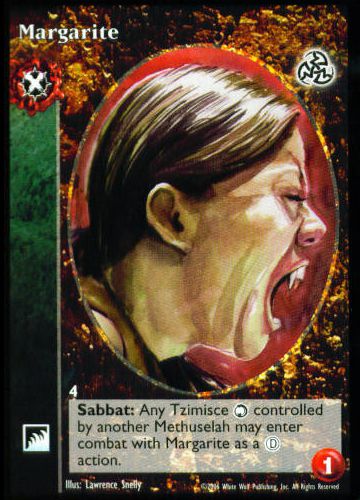 Margarite
4
Sabbat: Any Tzimisce controlled
by another Methuselah may enter
combat with Margarite as a D
action.
1
Illus: Lawrence Snelly
©2006 White Wolf Publishing, Inc. All Rights Reserved